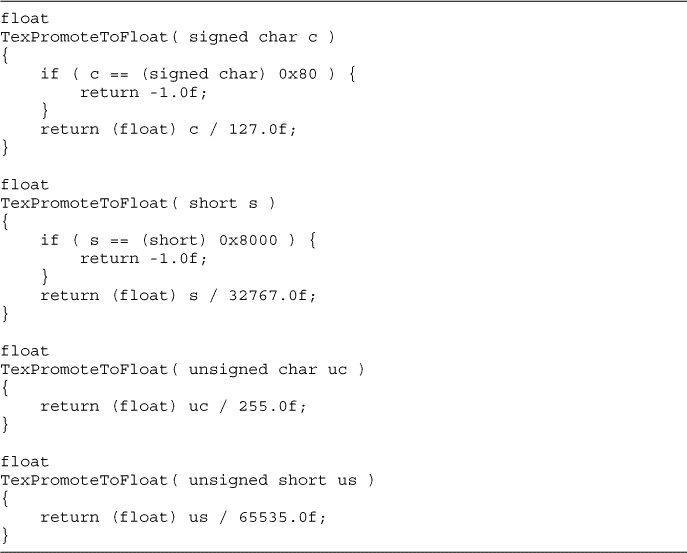 float
TexPromoteToFloat( signed char c )
{
    if ( c == (signed char) 0x80 ) {
        return -1.0f;
    }
    return (float) c / 127.0f;
}

float
TexPromoteToFloat( short s )
{
    if ( s == (short) 0x8000 ) {
        return -1.0f;
    }
    return (float) s / 32767.0f;
}

float
TexPromoteToFloat( unsigned char uc )
{
    return (float) uc / 255.0f;
}

float
TexPromoteToFloat( unsigned short us )
{
    return (float) us / 65535.0f;
}